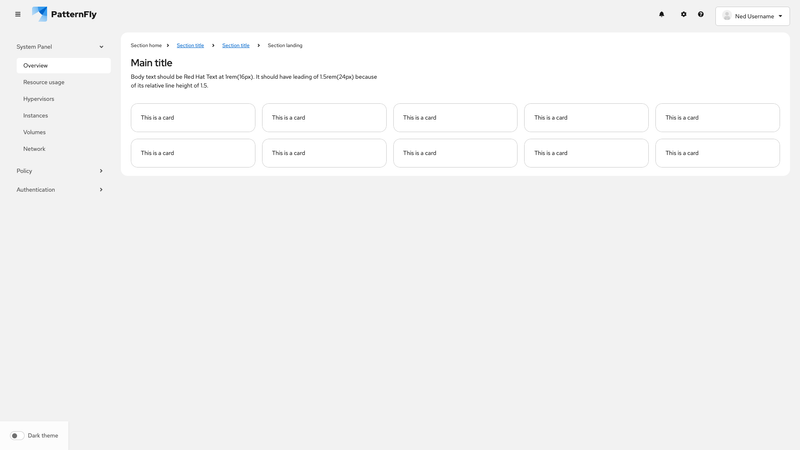 PatternFly
Ned Username
System Panel
Overview
Resource usage
Hypervisors
Instances
Volumes
Network
Policy
Authentication
Section home Section title Section title Section landing
Main title
Body text should be Red Hat Text at 1rem(16px). It should have leading of 1.5rem(24px) because
of its relative line height of 1.5.
This is a card This is a card This is a card This is a card This is a card
This is a card This is a card This is a card This is a card This is a card
Dark theme